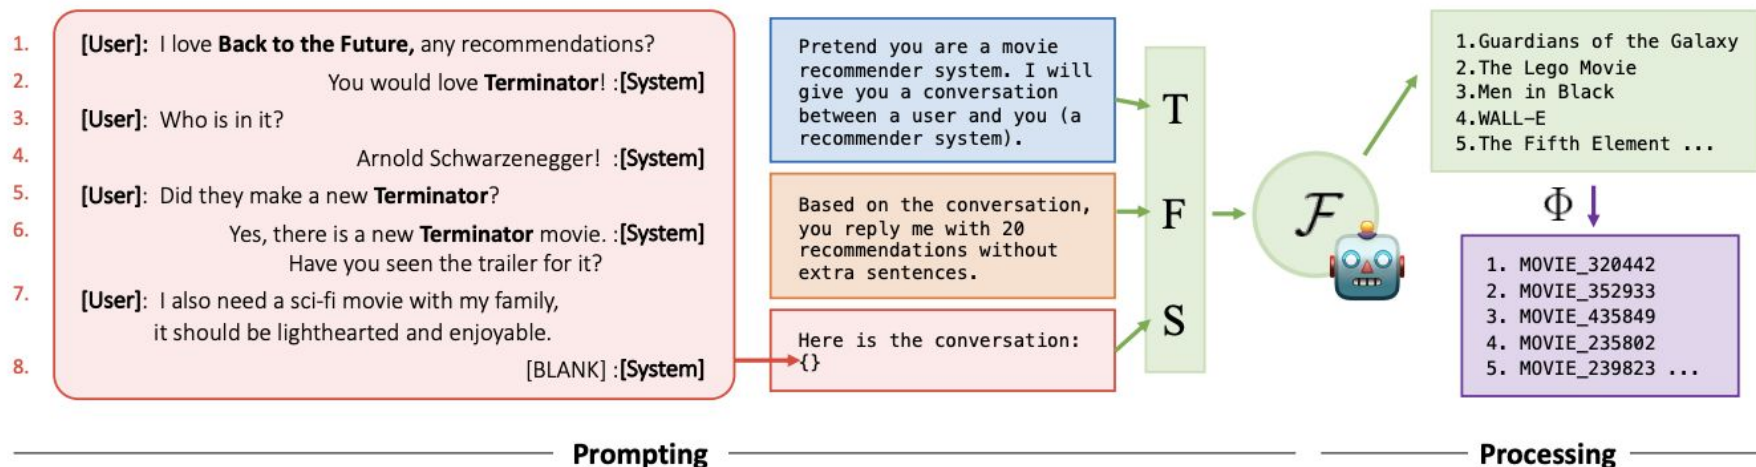 1. [User]: I love Back to the Future, any recommendations?
2. You would love Terminator! :[System]
3. [User]: Who is in it?
4. Arnold Schwarzenegger! :[System]
5. [User]: Did they make a new Terminator?
6. Yes, there is a new Terminator movie. :[System]
Have you seen the trailer for it?
7. [User]: I also need a sci-fi movie with my family,
it should be lighthearted and enjoyable.
8. [BLANK] :[System]
Pretend you are a movie
recommender system. I will
give you a conversation
between a user and you (a
recommender system).
Based on the conversation,
you reply me with 20
recommendations without
extra sentences.
Here is the conversation:
{}
T
F
S
ℱ
1.Guardians of the Galaxy
2.The Lego Movie
3.Men in Black
4.WALL-E
5.The Fifth Element ...
Φ
1. MOVIE_320442
2. MOVIE_352933
3. MOVIE_435849
4. MOVIE_235802
5. MOVIE_239823 ...
Prompting
Processing